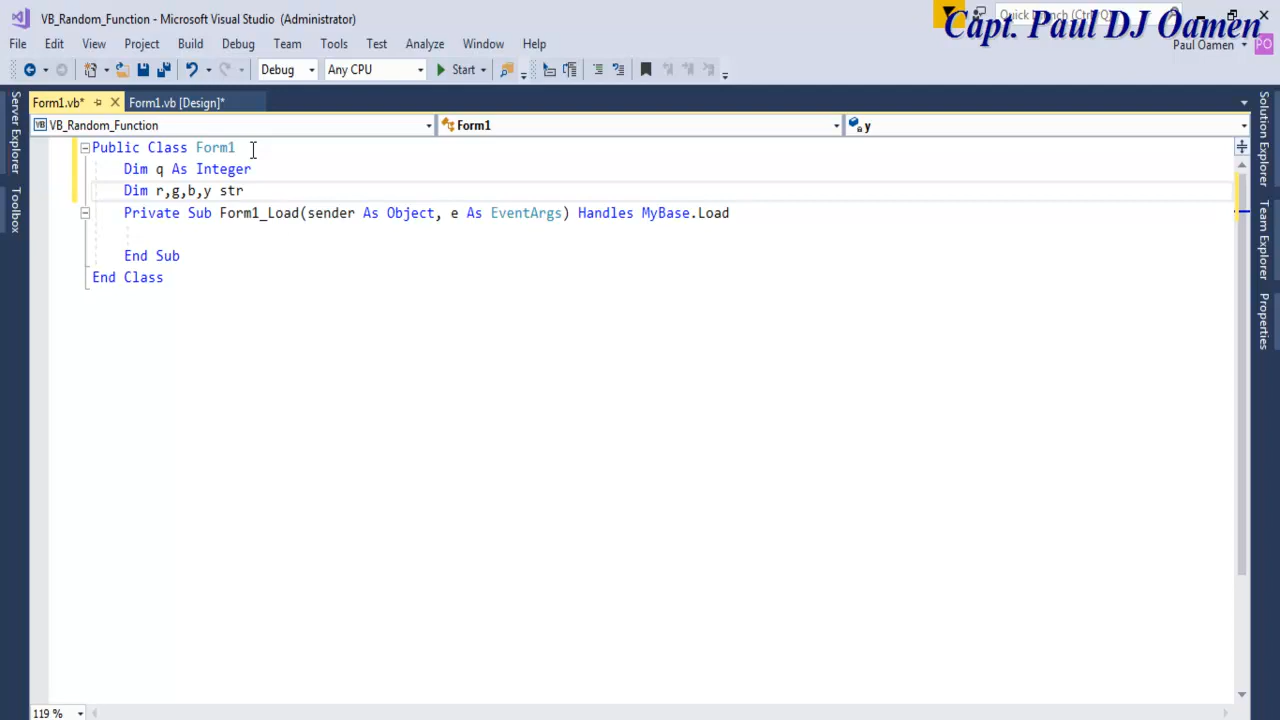 VB_Random_Function - Microsoft Visual Studio (Administrator)
Capt. Paul DJ Oamen
File Edit View Project Build Debug Team Tools Test Analyze Window Help
Paul Oamen
PO
Debug Any CPU Start
Form1.vb* Form1.vb [Design]*
VB_Random_Function Form1 y
Public Class Form1
Dim q As Integer
Dim r,g,b,y str
Private Sub Form1_Load(sender As Object, e As EventArgs) Handles MyBase.Load
End Sub
End Class
Server Explorer
Toolbox
Solution Explorer
Team Explorer
Properties
119 %